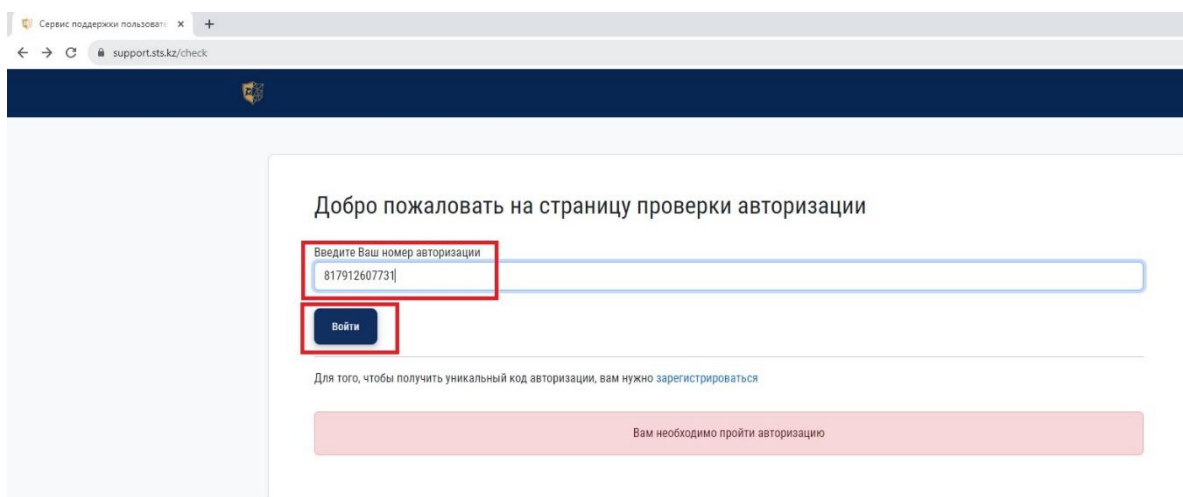 Сервис поддержки пользовате
support.sts.kz/check
Добро пожаловать на страницу проверки авторизации
Введите Ваш номер авторизации
817912607731
Войти
Для того, чтобы получить уникальный код авторизации, вам нужно зарегистрироваться
Вам необходимо пройти авторизацию